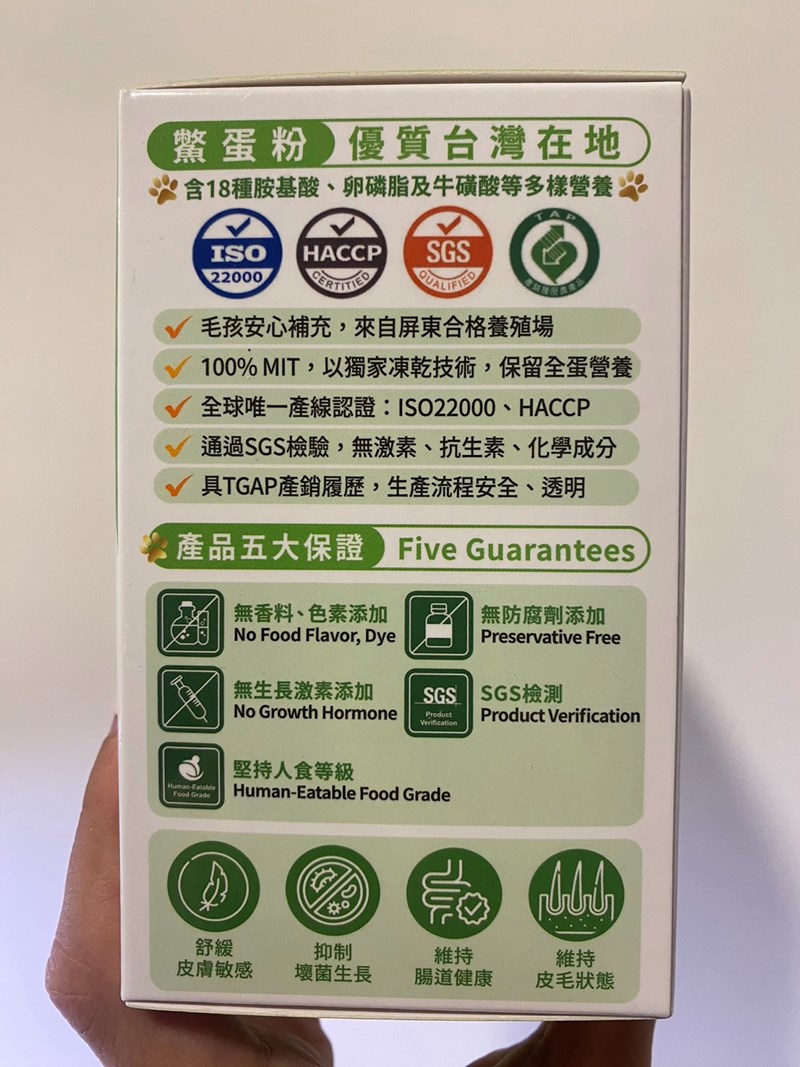 鱉蛋粉 優質台灣在地
含18種胺基酸、卵磷脂及牛磺酸等多樣營養
ISO
22000
HACCP
CERTIFIED
SGS
QUALIFIED
TAP
產銷履歷農產品
毛孩安心補充，來自屏東合格養殖場
100% MIT，以獨家凍乾技術，保留全蛋營養
全球唯一產線認證：ISO22000、HACCP
通過SGS檢驗，無激素、抗生素、化學成分
具TGAP產銷履歷，生產流程安全、透明
產品五大保證 Five Guarantees
無香料、色素添加
No Food Flavor, Dye
無防腐劑添加
Preservative Free
無生長激素添加
No Growth Hormone
SGS
Product
Verification
SGS檢測
Product Verification
Human-Eatable
Food Grade
堅持人食等級
Human-Eatable Food Grade
舒緩
皮膚敏感
抑制
壞菌生長
維持
腸道健康
維持
皮毛狀態